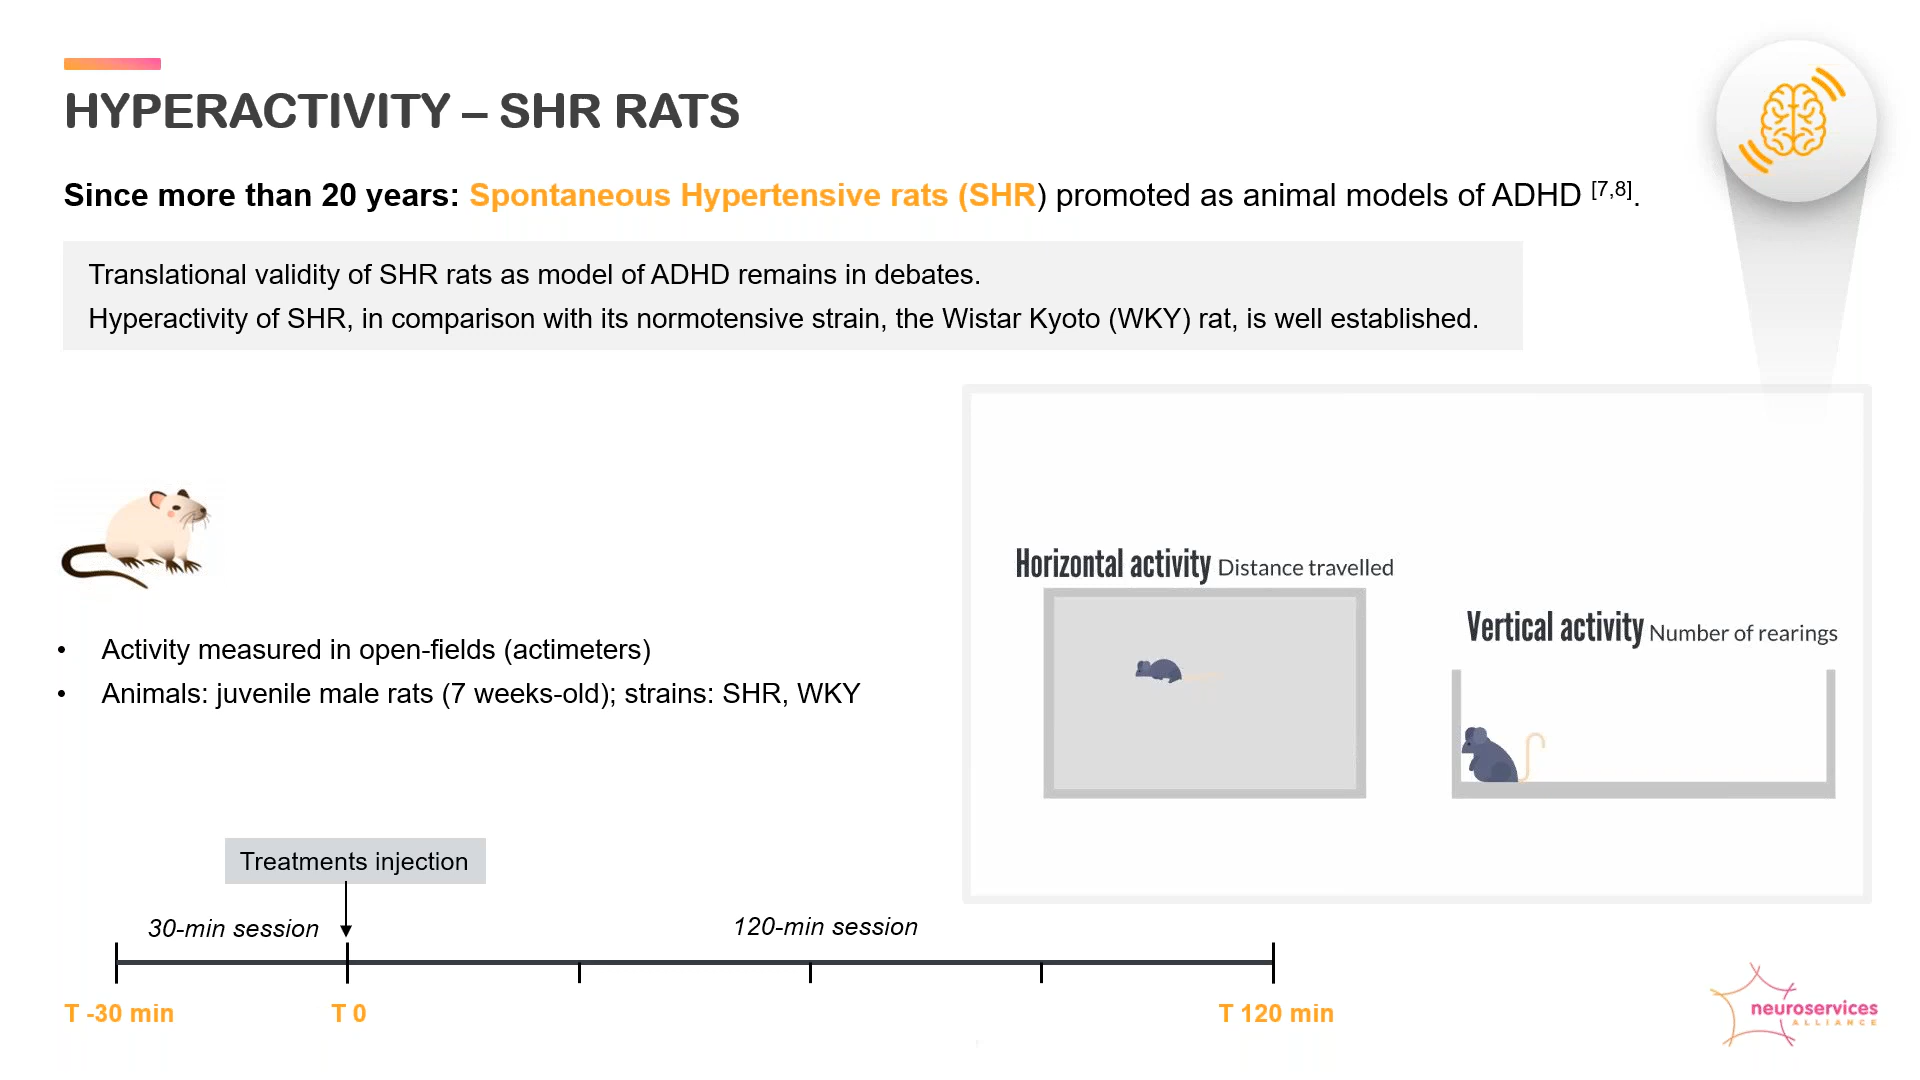 HYPERACTIVITY – SHR RATS
Since more than 20 years: Spontaneous Hypertensive rats (SHR) promoted as animal models of ADHD [7,8].
Translational validity of SHR rats as model of ADHD remains in debates.
Hyperactivity of SHR, in comparison with its normotensive strain, the Wistar Kyoto (WKY) rat, is well established.
• Activity measured in open-fields (actimeters)
• Animals: juvenile male rats (7 weeks-old); strains: SHR, WKY
Horizontal activity Distance travelled
Vertical activity Number of rearings
Treatments injection
30-min session
120-min session
T -30 min
T 0
T 120 min
neuroservices
ALLIANCE